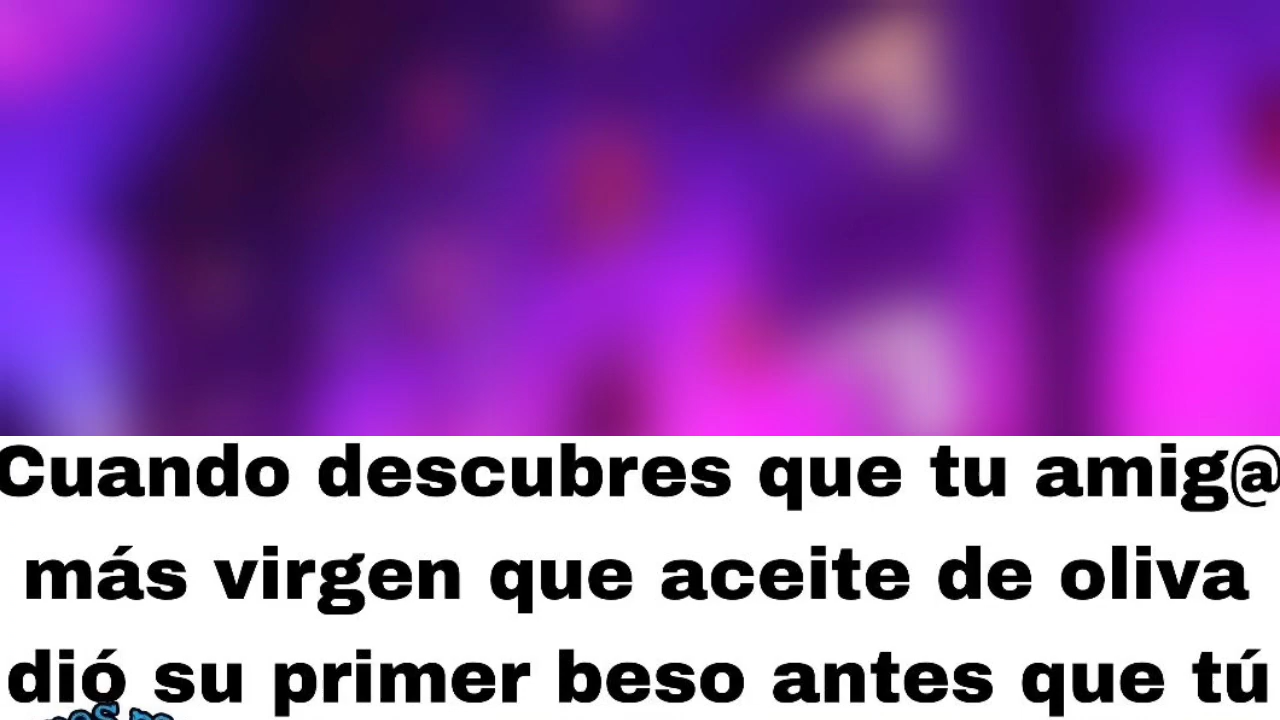 Cuando descubres que tu amig@
más virgen que aceite de oliva
dió su primer beso antes que tú